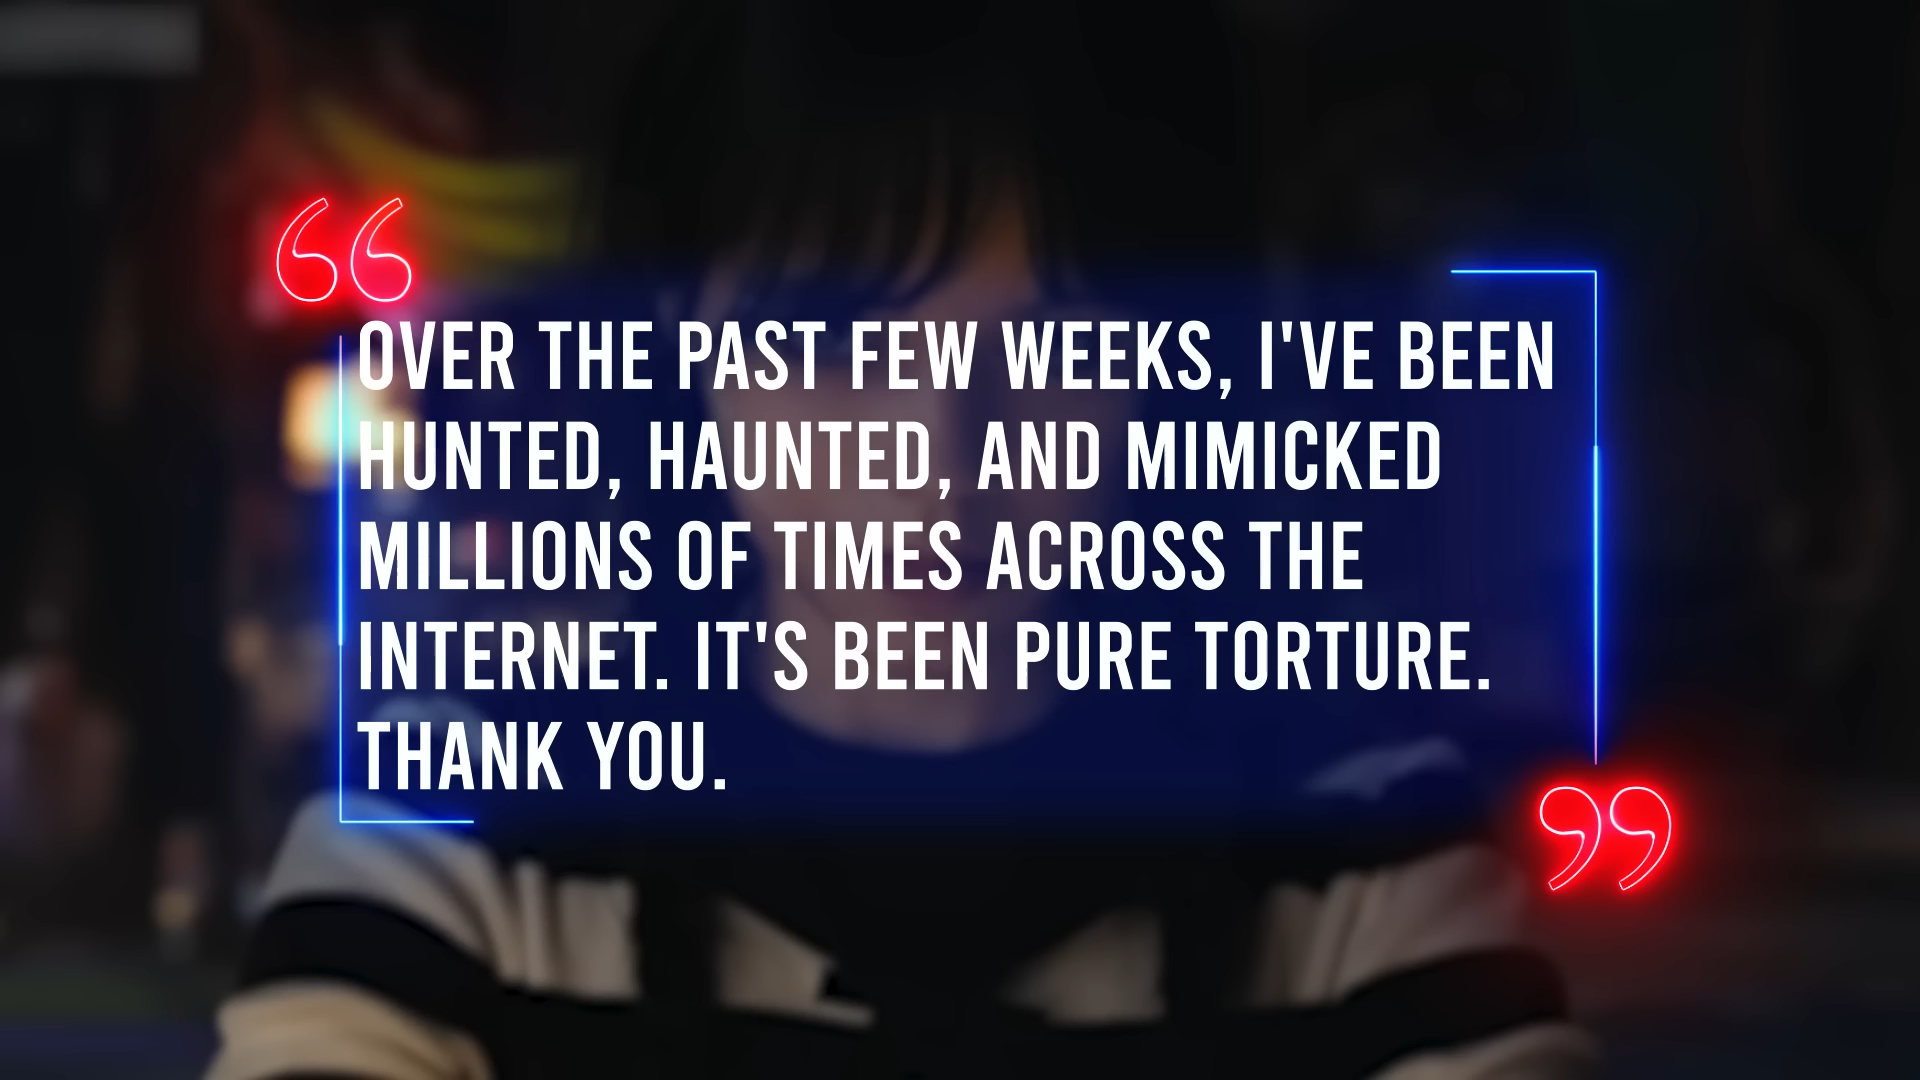 “
OVER THE PAST FEW WEEKS, I'VE BEEN
HUNTED, HAUNTED, AND MIMICKED
MILLIONS OF TIMES ACROSS THE
INTERNET. IT'S BEEN PURE TORTURE.
THANK YOU.
”